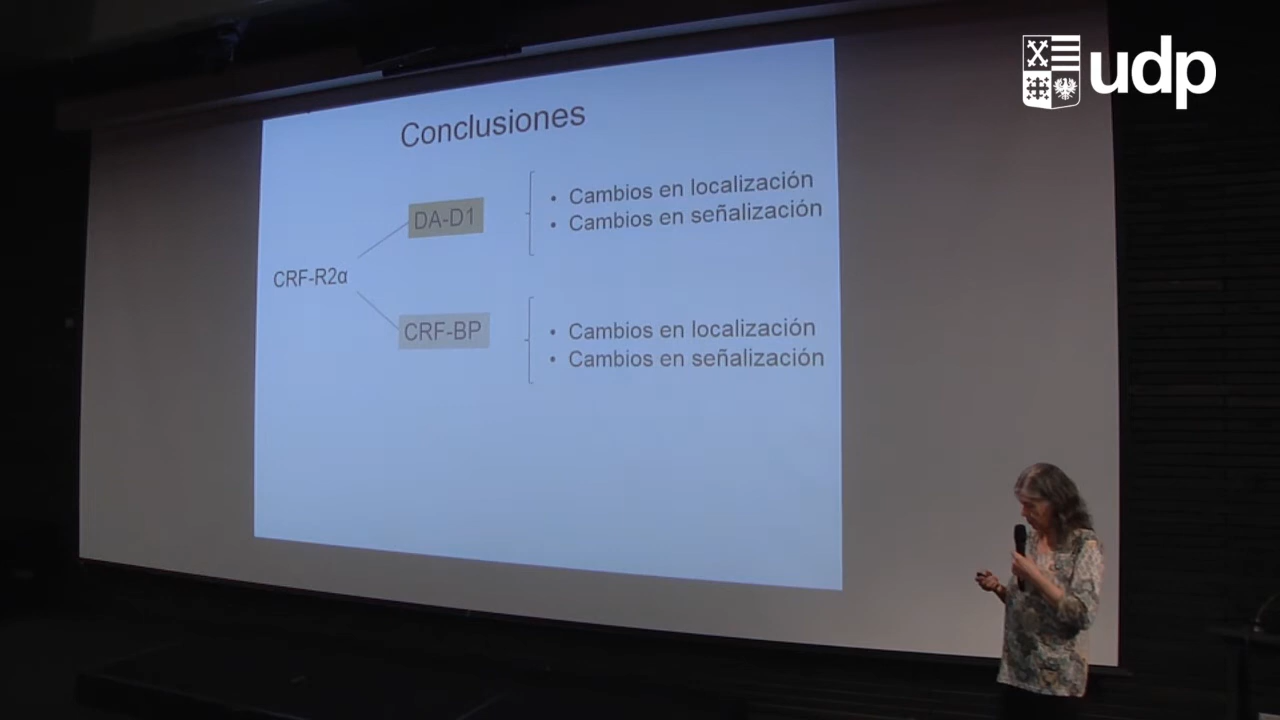 udp
Conclusiones
DA-D1
• Cambios en localización
• Cambios en señalización
CRF-R2α
CRF-BP
• Cambios en localización
• Cambios en señalización